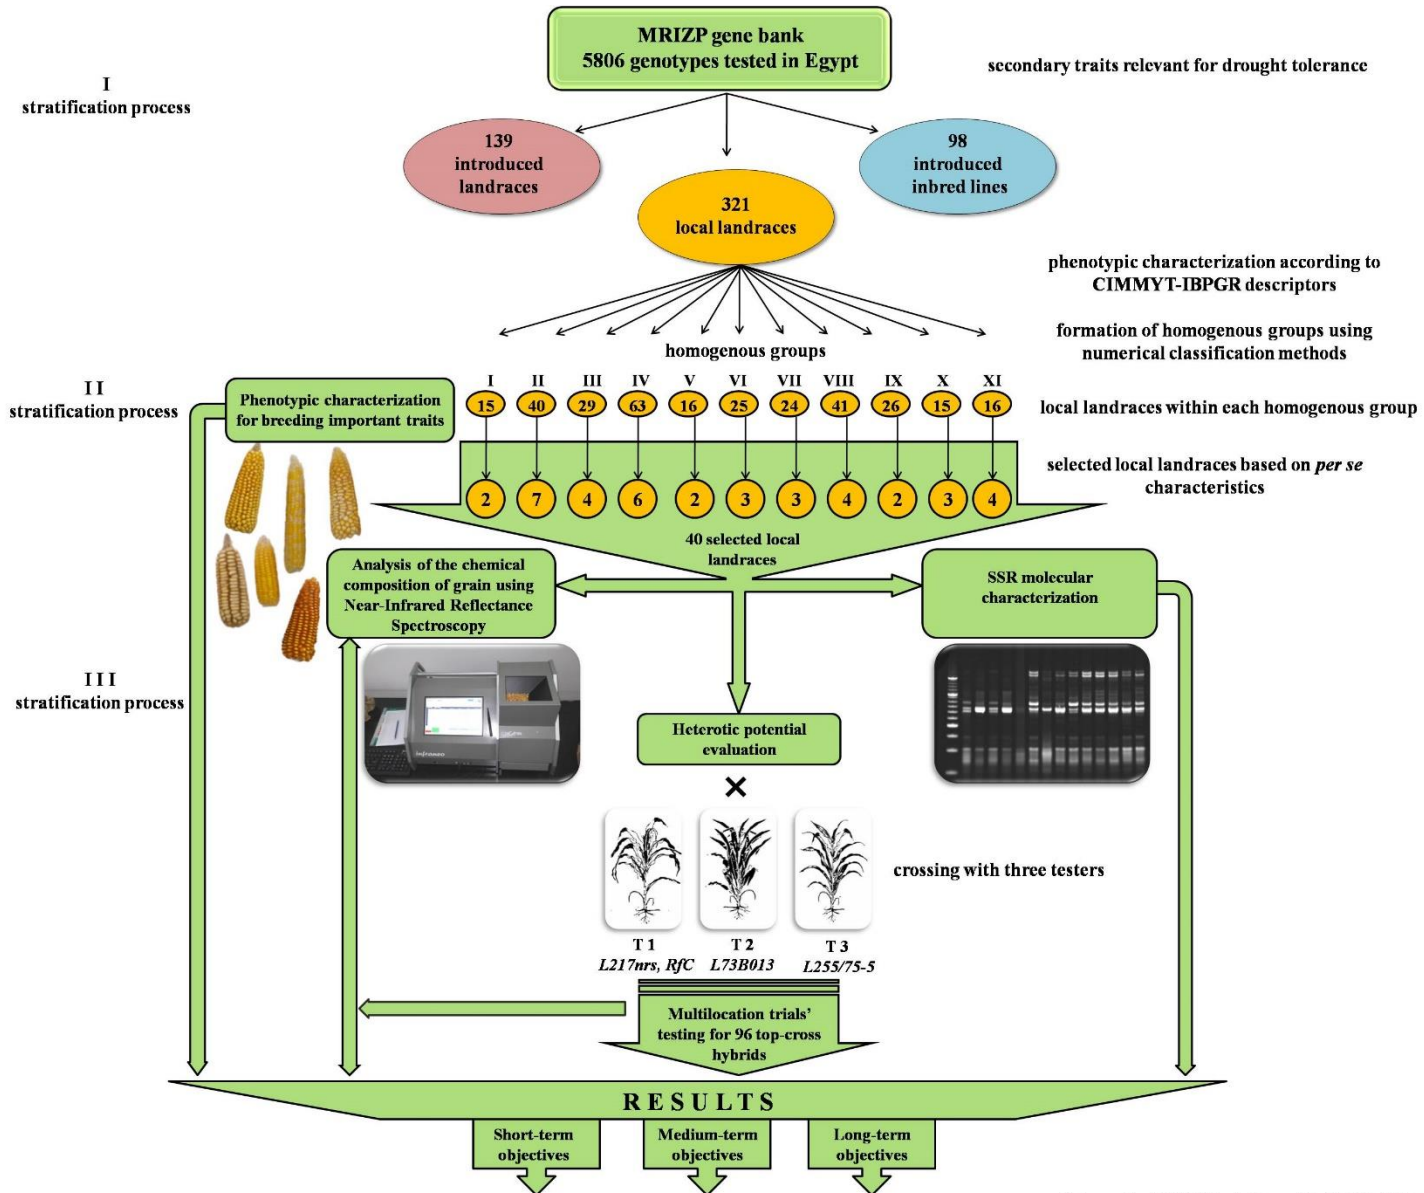 MRIZP gene bank
5806 genotypes tested in Egypt
I
stratification process
secondary traits relevant for drought tolerance
139
introduced
landraces
98
introduced
inbred lines
321
local landraces
phenotypic characterization according to
CIMMYT-IBPGR descriptors
formation of homogenous groups using
numerical classification methods
homogenous groups
I II III IV V VI VII VIII IX X XI
15 40 29 63 16 25 24 41 26 15 16
local landraces within each homogenous group
II
stratification process
Phenotypic characterization
for breeding important traits
selected local landraces based on per se
characteristics
2 7 4 6 2 3 3 4 2 3 4
40 selected local
landraces
Analysis of the chemical
composition of grain using
Near-Infrared Reflectance
Spectroscopy
SSR molecular
characterization
III
stratification process
Heterotic potential
evaluation
×
infraneo
crossing with three testers
T 1
L217nrs, RfC
T 2
L73B013
T 3
L255/75-5
Multilocation trials'
testing for 96 top-cross
hybrids
RESULTS
Short-term
objectives
Medium-term
objectives
Long-term
objectives